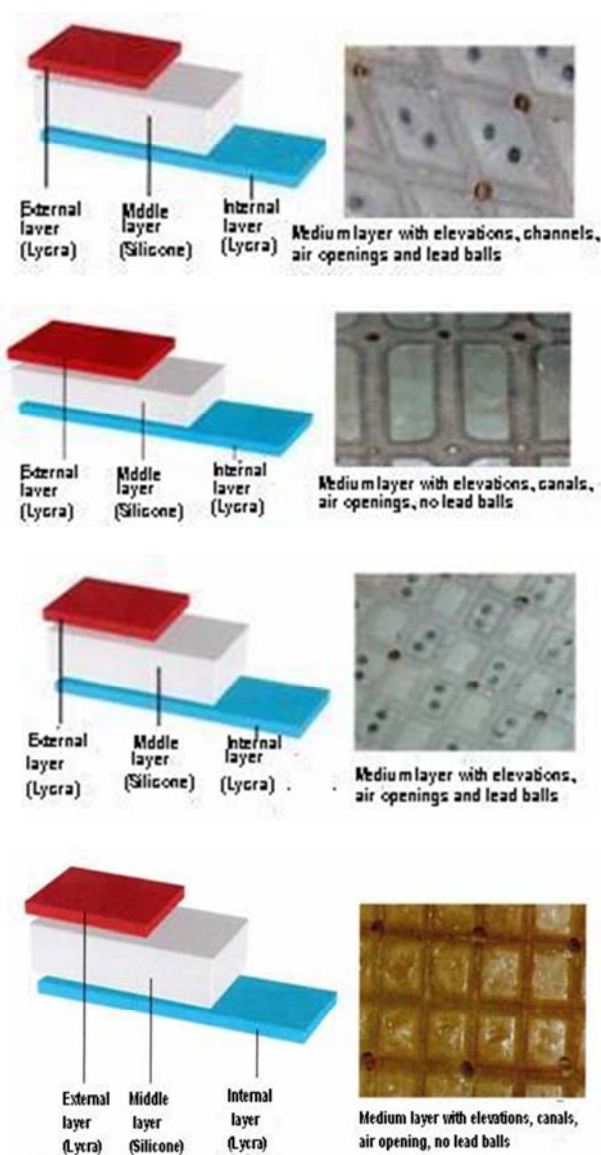 External
layer
(Lycra)
Mddle
layer
(Silicone)
Internal
layer
(Lycra)
Medium layer with elevations, channels,
air openings and lead balls
External
laver
(Lycra)
Mddle
layer
(Silicone)
Internal
laver
(Lycra)
Medium layer with elevations, canals,
air openings, no lead balls
External
layer
(Lycra)
Mddle
layer
(Silicone)
Internal
layer
(Lycra)
Medium layer with elevations,
air openings and lead balls
External
layer
(Lycra)
Middle
layer
(Silicone)
Internal
layer
(Lycra)
Medium layer with elevations, canals,
air opening, no lead balls